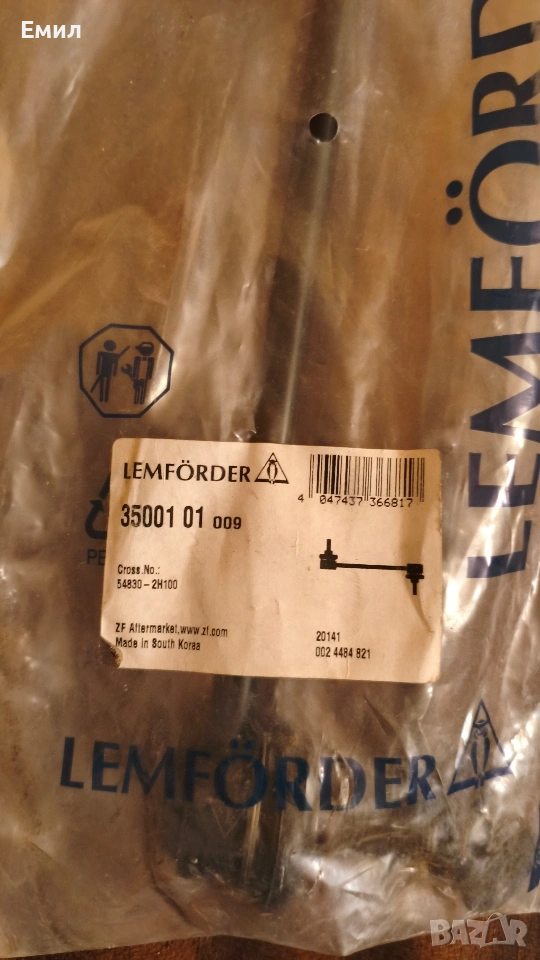 Емил
LEMFÖRDER
LEMFÖRDER
35001 01 009
4 047437 366817
Cross.No.:
54830-2H100
ZF Aftermarket,www.zf.com
Made in South Korea
20141
002 4484 821
PE
LEMFÖRDER
BAZAR